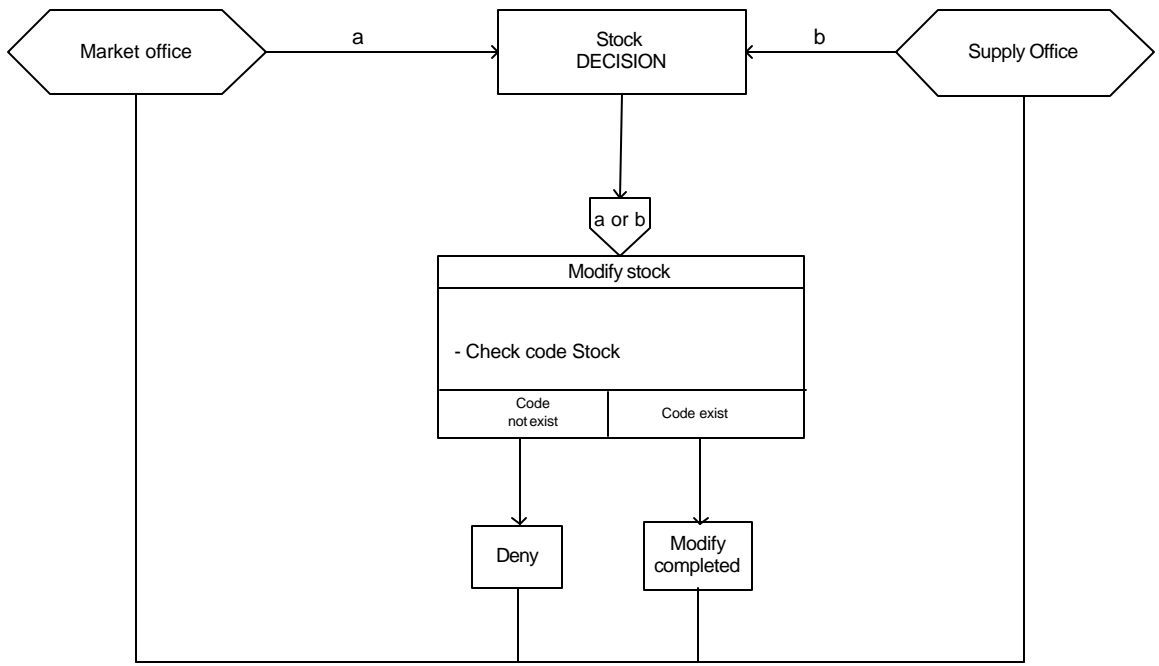 Market office
a
Stock
DECISION
b
Supply Office
a or b
Modify stock
- Check code Stock
Code
not exist
Code exist
Deny
Modify
completed